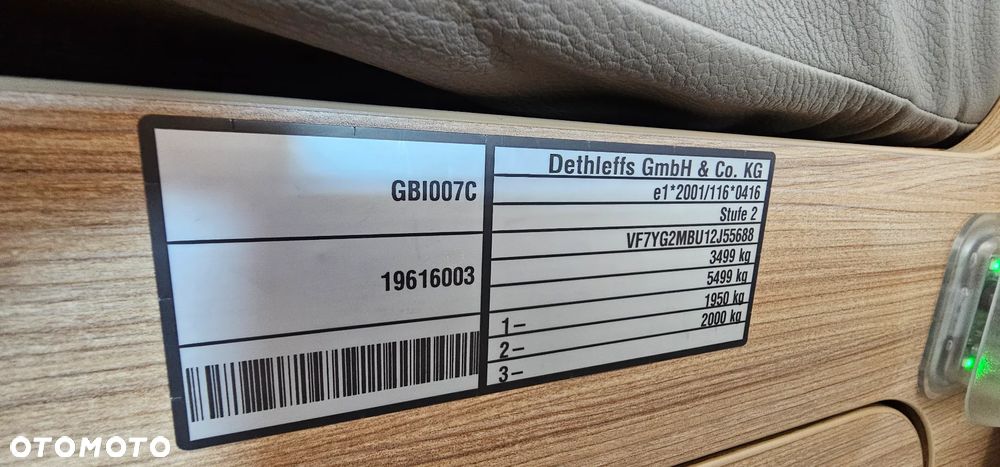 GBI007C
19616003
Dethleffs GmbH & Co. KG
e1*2001/116*0416
Stufe 2
VF7YG2MBU12J55688
3499 kg
5499 kg
1 – 1950 kg
2 – 2000 kg
3 –
OTOMOTO